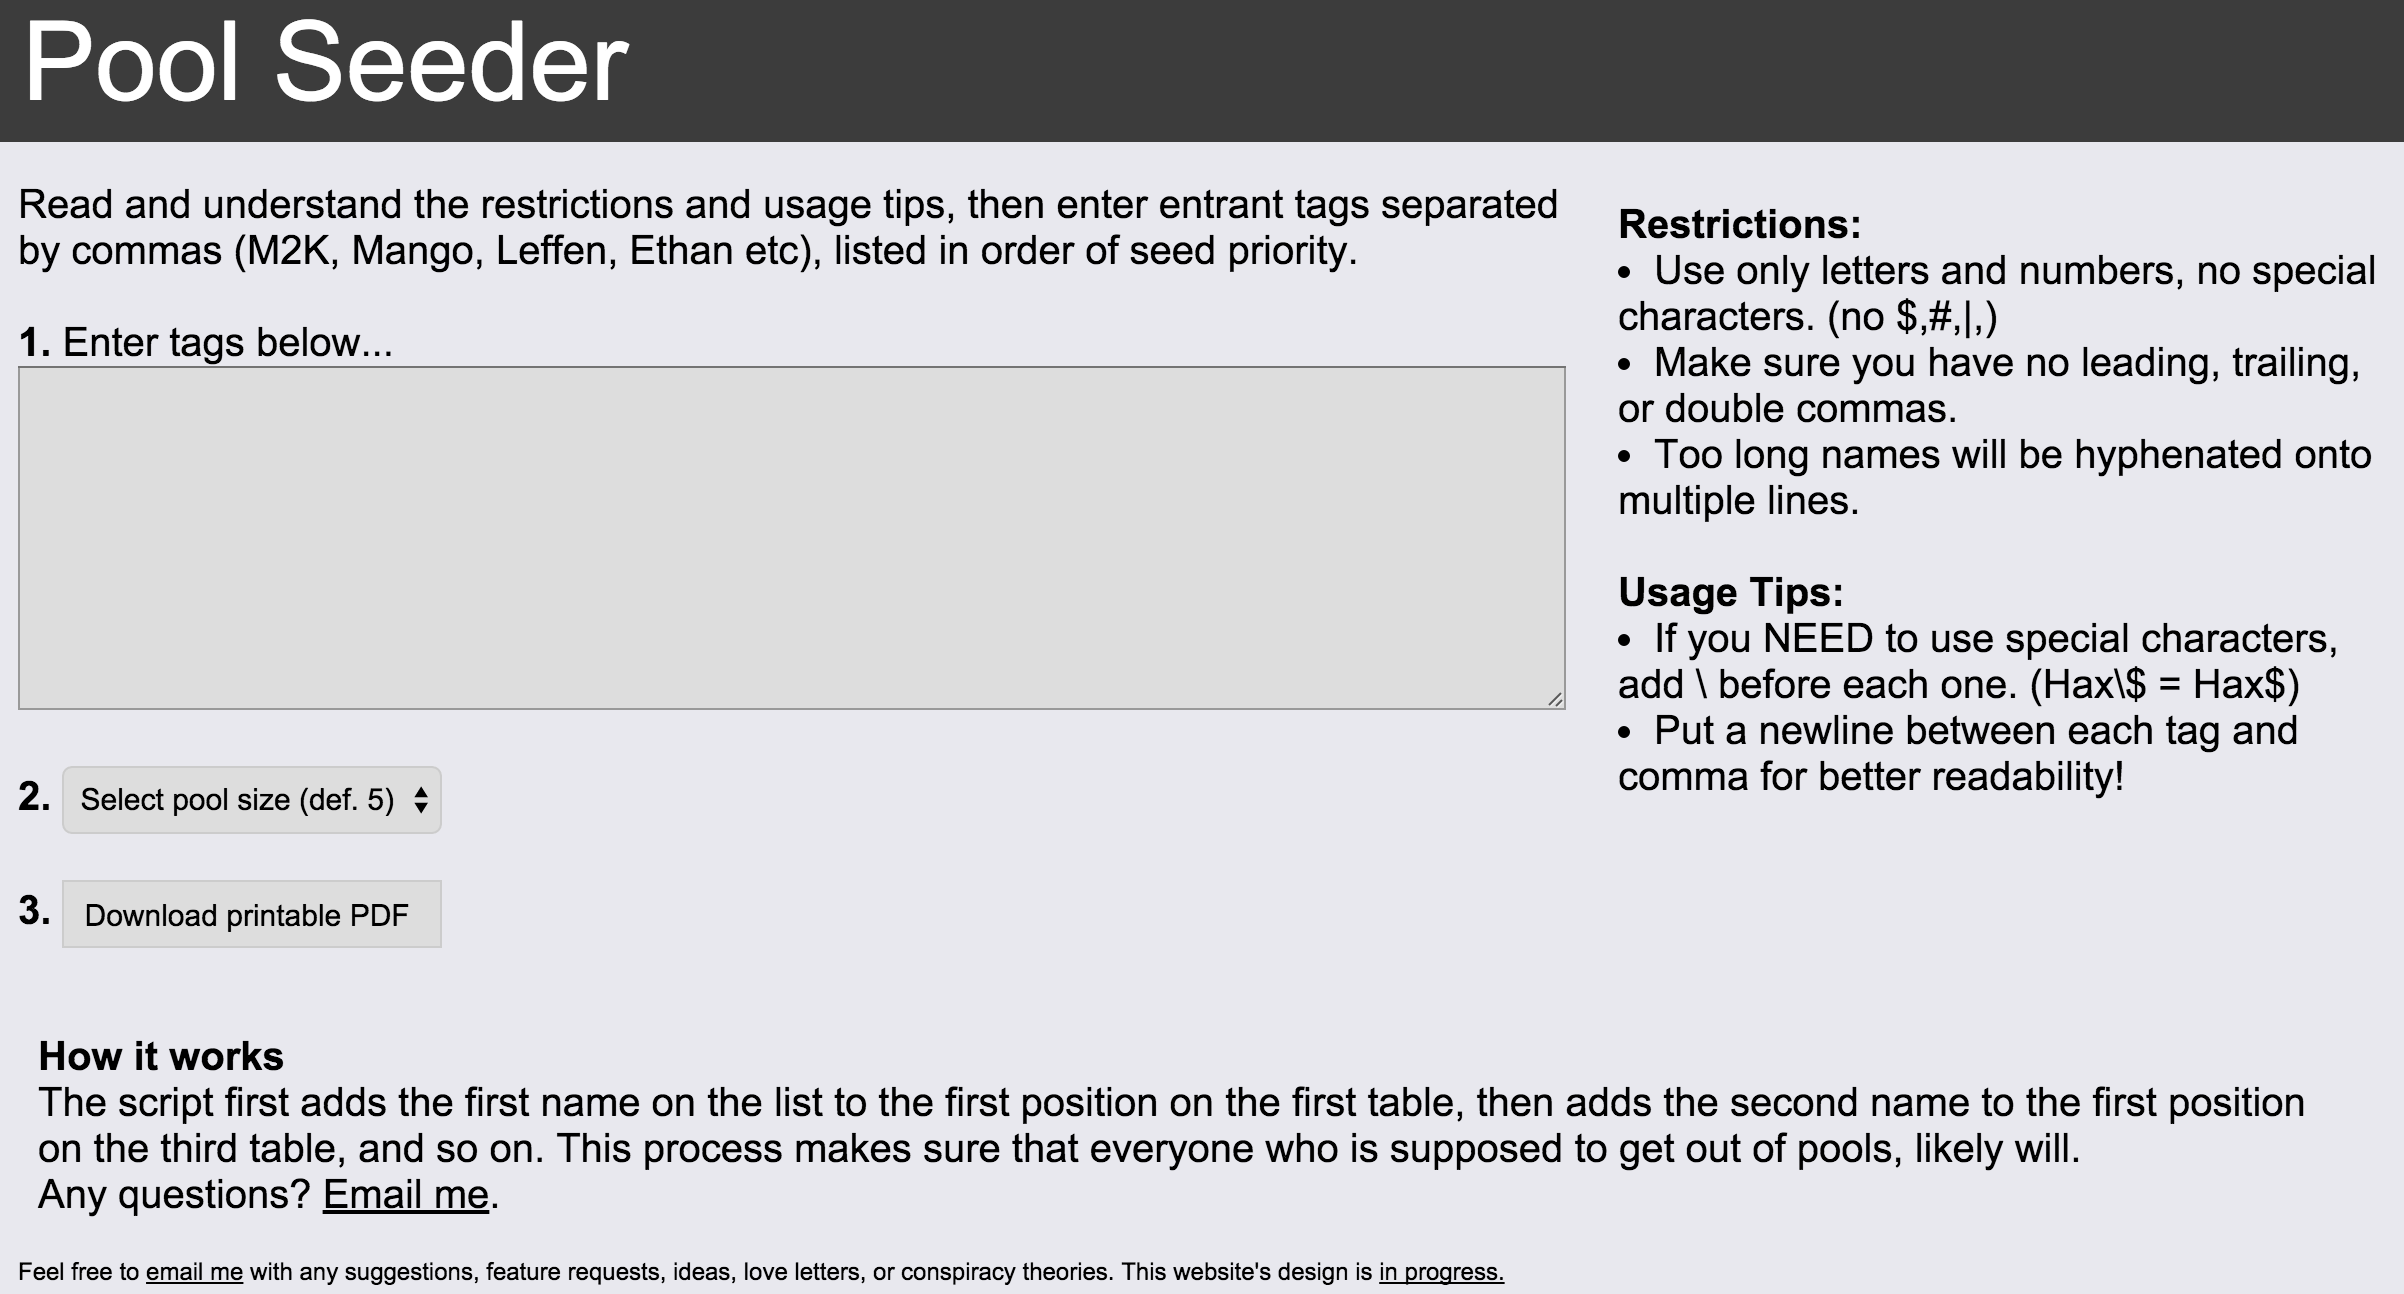 Pool Seeder
Read and understand the restrictions and usage tips, then enter entrant tags separated
by commas (M2K, Mango, Leffen, Ethan etc), listed in order of seed priority.
1. Enter tags below...
2. Select pool size (def. 5)
3. Download printable PDF
Restrictions:
• Use only letters and numbers, no special
characters. (no $,#,|,)
• Make sure you have no leading, trailing,
or double commas.
• Too long names will be hyphenated onto
multiple lines.
Usage Tips:
• If you NEED to use special characters,
add \ before each one. (Hax\$ = Hax$)
• Put a newline between each tag and
comma for better readability!
How it works
The script first adds the first name on the list to the first position on the first table, then adds the second name to the first position
on the third table, and so on. This process makes sure that everyone who is supposed to get out of pools, likely will.
Any questions? Email me.
Feel free to email me with any suggestions, feature requests, ideas, love letters, or conspiracy theories. This website's design is in progress.